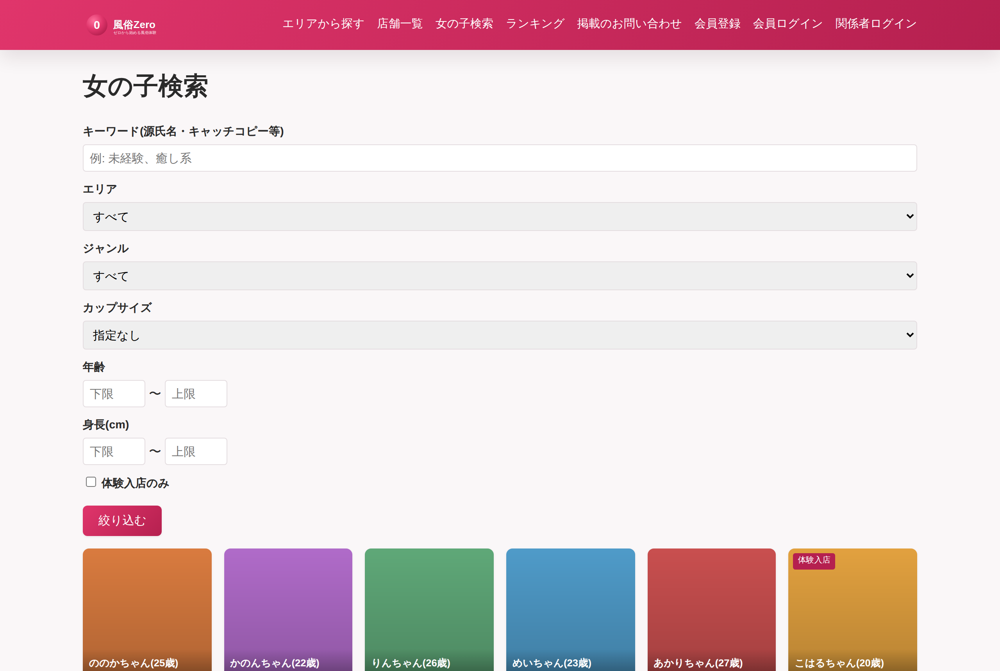 0
風俗Zero
ゼロから始める風俗体験
エリアから探す 店舗一覧 女の子検索 ランキング 掲載のお問い合わせ 会員登録 会員ログイン 関係者ログイン
女の子検索
キーワード(源氏名・キャッチコピー等)
例: 未経験、癒し系
エリア
すべて
ジャンル
すべて
カップサイズ
指定なし
年齢
下限 〜 上限
身長(cm)
下限 〜 上限
体験入店のみ
絞り込む
体験入店
ののかちゃん(25歳) かのんちゃん(22歳) りんちゃん(26歳) めいちゃん(23歳) あかりちゃん(27歳) こはるちゃん(20歳)